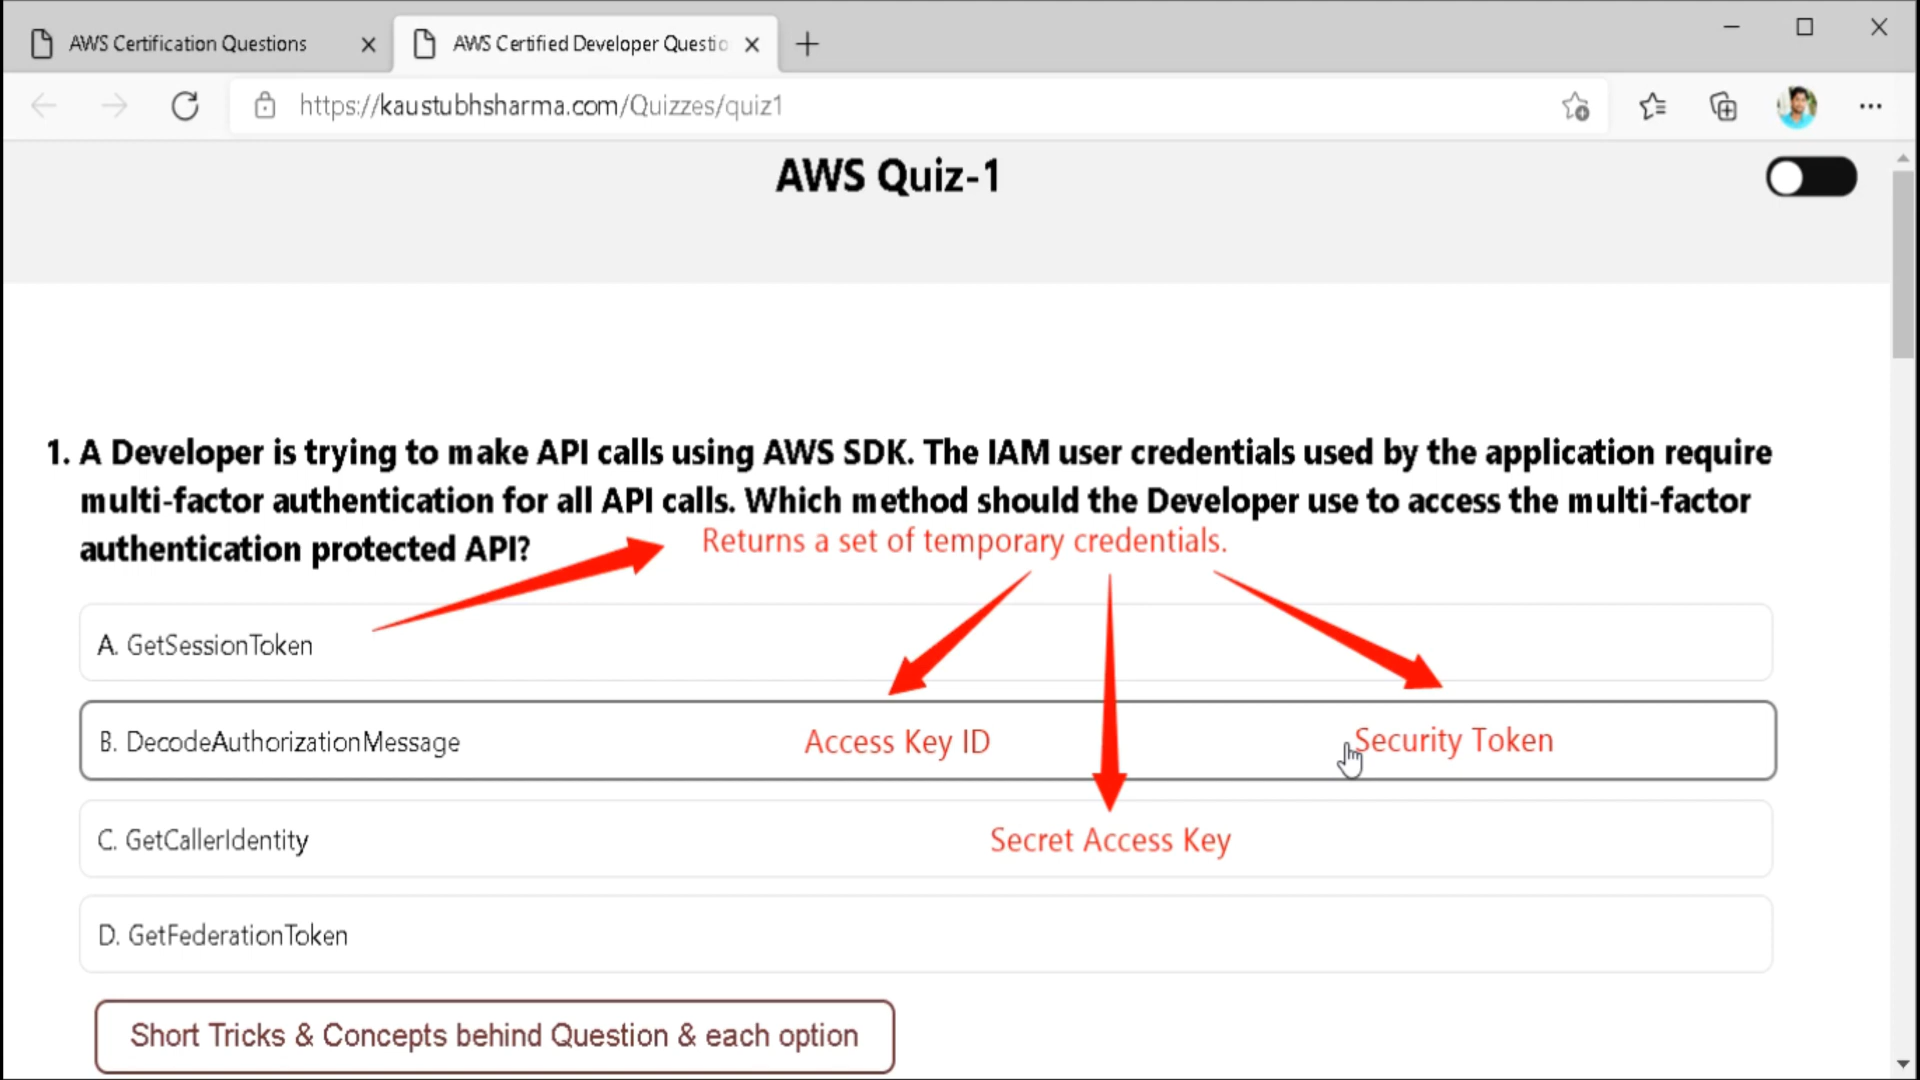 AWS Certification Questions
AWS Certified Developer Questio
https://kaustubhsharma.com/Quizzes/quiz1
AWS Quiz-1
1. A Developer is trying to make API calls using AWS SDK. The IAM user credentials used by the application require
multi-factor authentication for all API calls. Which method should the Developer use to access the multi-factor
authentication protected API?
Returns a set of temporary credentials.
A. GetSessionToken
B. DecodeAuthorizationMessage
Access Key ID
Security Token
C. GetCallerIdentity
Secret Access Key
D. GetFederationToken
Short Tricks & Concepts behind Question & each option